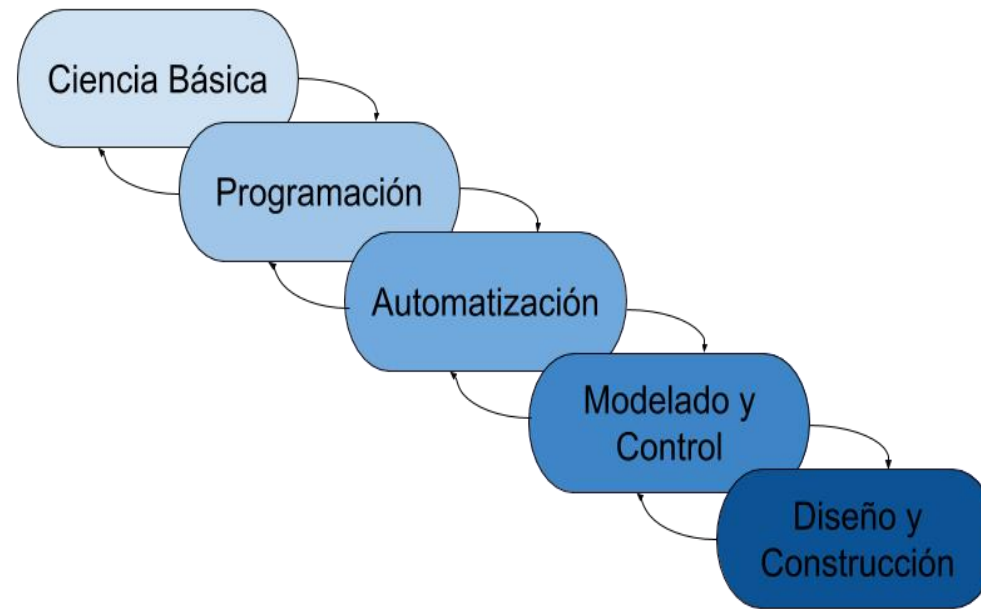 Ciencia Básica
Programación
Automatización
Modelado y
Control
Diseño y
Construcción